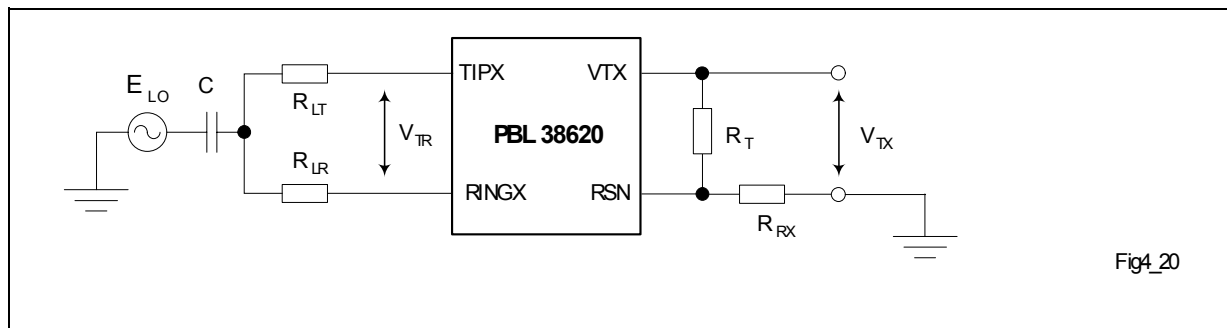 E LO
C
R LT
R LR
V TR
TIPX
RINGX
PBL 38620
VTX
RSN
R T
R RX
V TX
Fig4_20